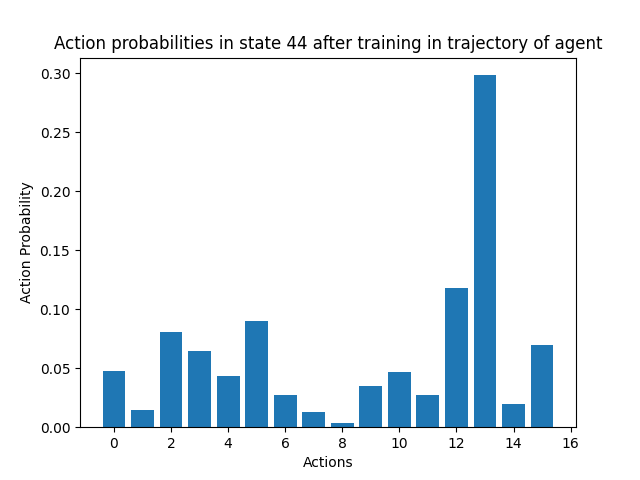 Action probabilities in state 44 after training in trajectory of agent
0.30
0.25
0.20
0.15
0.10
0.05
0.00
Action Probability
0 2 4 6 8 10 12 14 16
Actions